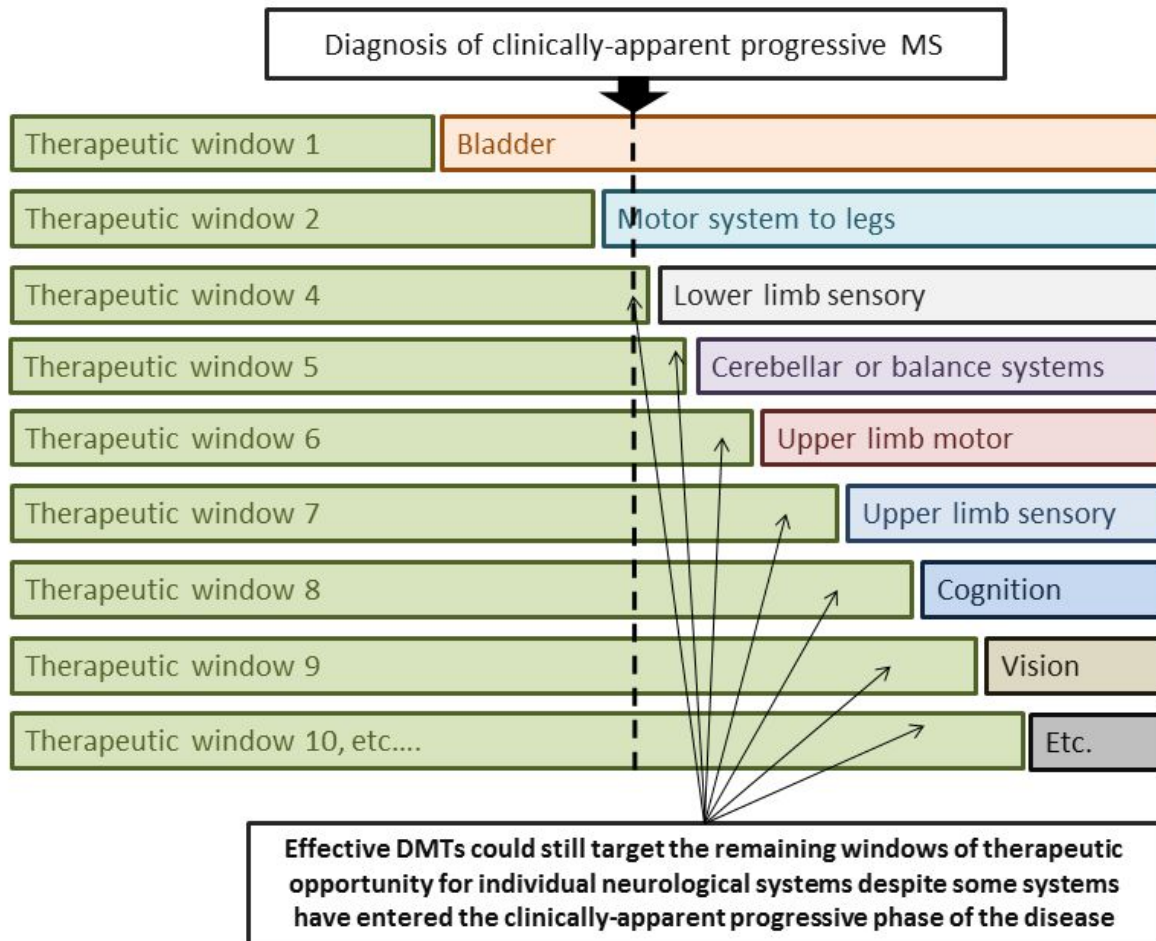 Diagnosis of clinically-apparent progressive MS
Therapeutic window 1
Bladder
Therapeutic window 2
Motor system to legs
Therapeutic window 4
Lower limb sensory
Therapeutic window 5
Cerebellar or balance systems
Therapeutic window 6
Upper limb motor
Therapeutic window 7
Upper limb sensory
Therapeutic window 8
Cognition
Therapeutic window 9
Vision
Therapeutic window 10, etc....
Etc.
Effective DMTs could still target the remaining windows of therapeutic
opportunity for individual neurological systems despite some systems
have entered the clinically-apparent progressive phase of the disease